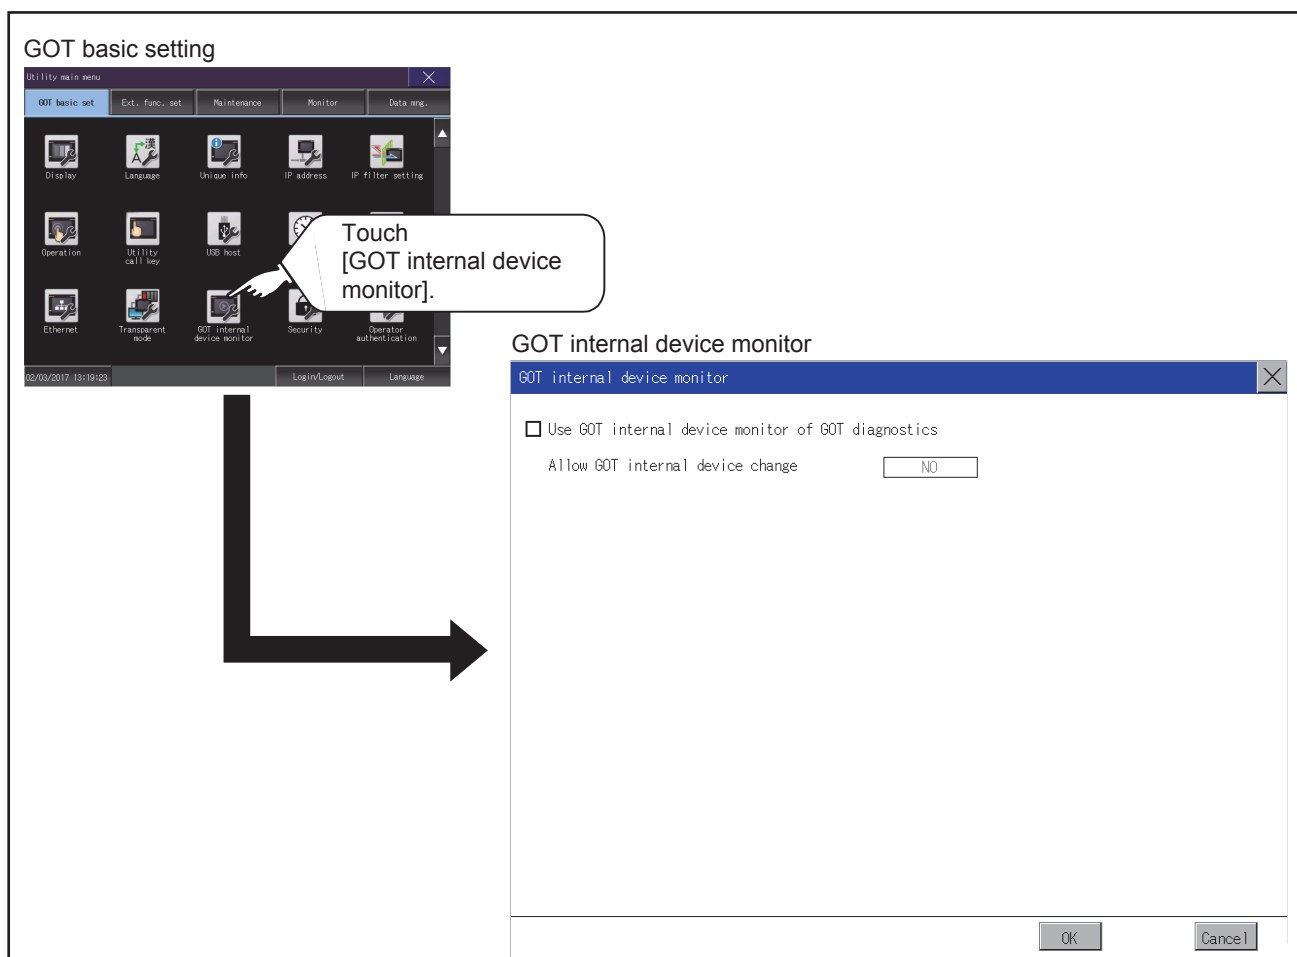 GOT basic setting
Utility main menu
GOT basic set
Ext. func. set
Maintenance
Monitor
Data mng.
Display
Language
Unique info
IP address
IP filter setting
Operation
Utility
call key
USB host
Touch
[GOT internal device
monitor].
Ethernet
Transparent
mode
GOT internal
device monitor
Security
Operator
authentication
02/03/2017 13:19:23
Login/Logout
Language
GOT internal device monitor
GOT internal device monitor
Use GOT internal device monitor of GOT diagnostics
Allow GOT internal device change
NO
OK
Cancel